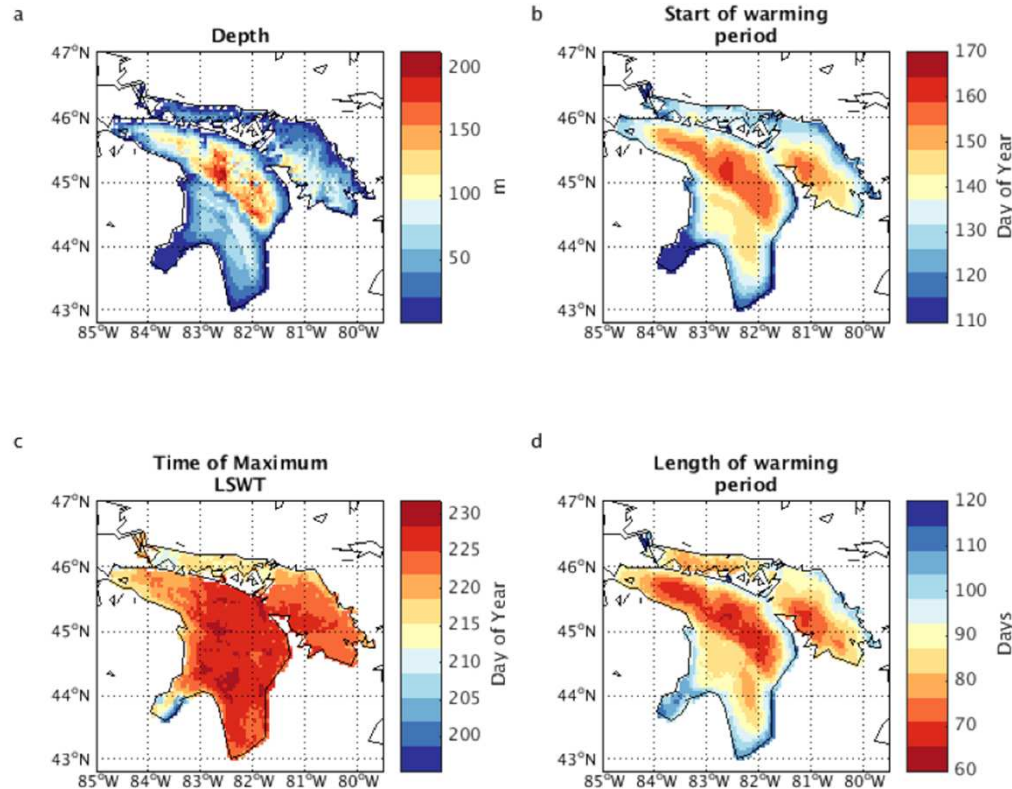 a
Depth
47°N
46°N
45°N
44°N
43°N
85°W 84°W 83°W 82°W 81°W 80°W
200
150
100
50
m
b
Start of warming
period
47°N
46°N
45°N
44°N
43°N
85°W 84°W 83°W 82°W 81°W 80°W
170
160
150
140
130
120
110
Day of Year
c
Time of Maximum
LSWT
47°N
46°N
45°N
44°N
43°N
85°W 84°W 83°W 82°W 81°W 80°W
230
225
220
215
210
205
200
Day of Year
d
Length of warming
period
47°N
46°N
45°N
44°N
43°N
85°W 84°W 83°W 82°W 81°W 80°W
120
110
100
90
80
70
60
Days